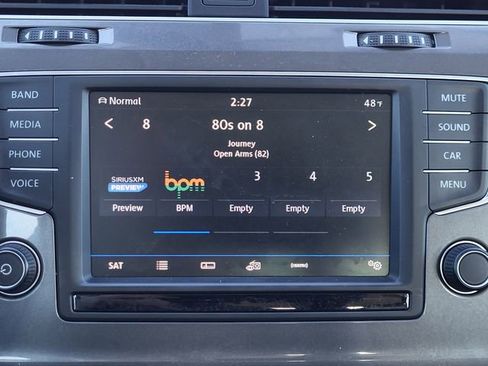 Normal 2:27 48°F
8 80s on 8
Journey
Open Arms (82)
SIRIUSXM
PREVIEW
bpm
3 4 5
Preview BPM Empty Empty Empty
SAT
BAND
MEDIA
PHONE
VOICE
MUTE
SOUND
CAR
MENU